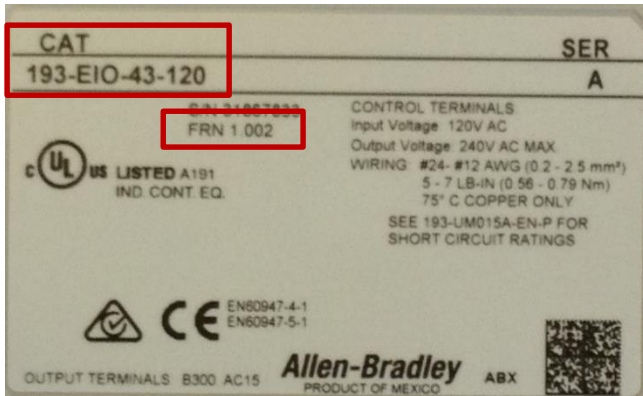 CAT
SER
193-EIO-43-120
A
FRN 1.002
CONTROL TERMINALS
Input Voltage: 120V AC
Output Voltage: 240V AC MAX.
WIRING: #24- #12 AWG (0.2 - 2.5 mm²)
5 - 7 LB-IN (0.56 - 0.79 Nm)
75° C COPPER ONLY
SEE 193-UM015A-EN-P FOR
SHORT CIRCUIT RATINGS
c UL US LISTED A191
IND. CONT. EQ.
CE EN60947-4-1
EN60947-5-1
OUTPUT TERMINALS B300 AC15
Allen-Bradley
PRODUCT OF MEXICO
ABX